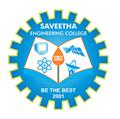 SAVEETHA
ENGINEERING COLLEGE
BE THE BEST
2001